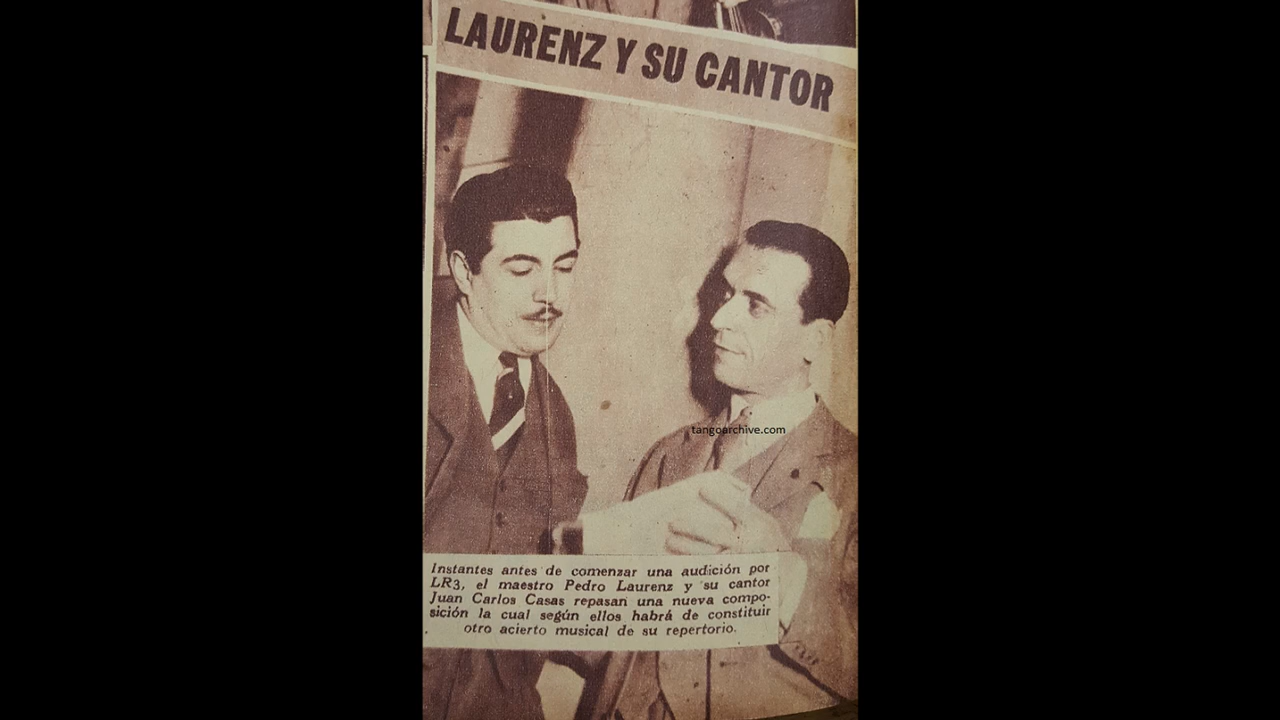 LAURENZ Y SU CANTOR
tangoarchive.com
Instantes antes de comenzar una audición por
LR3, el maestro Pedro Laurenz y su cantor
Juan Carlos Casas repasan una nueva compo-
sición la cual según ellos habrá de constituir
otro acierto musical de su repertorio.